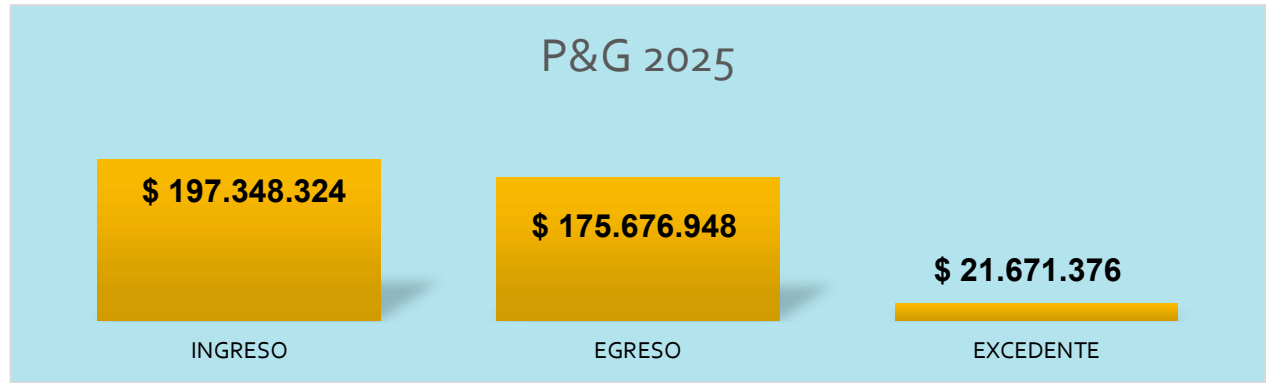 P&G 2025
$ 197.348.324
$ 175.676.948
$ 21.671.376
INGRESO
EGRESO
EXCEDENTE